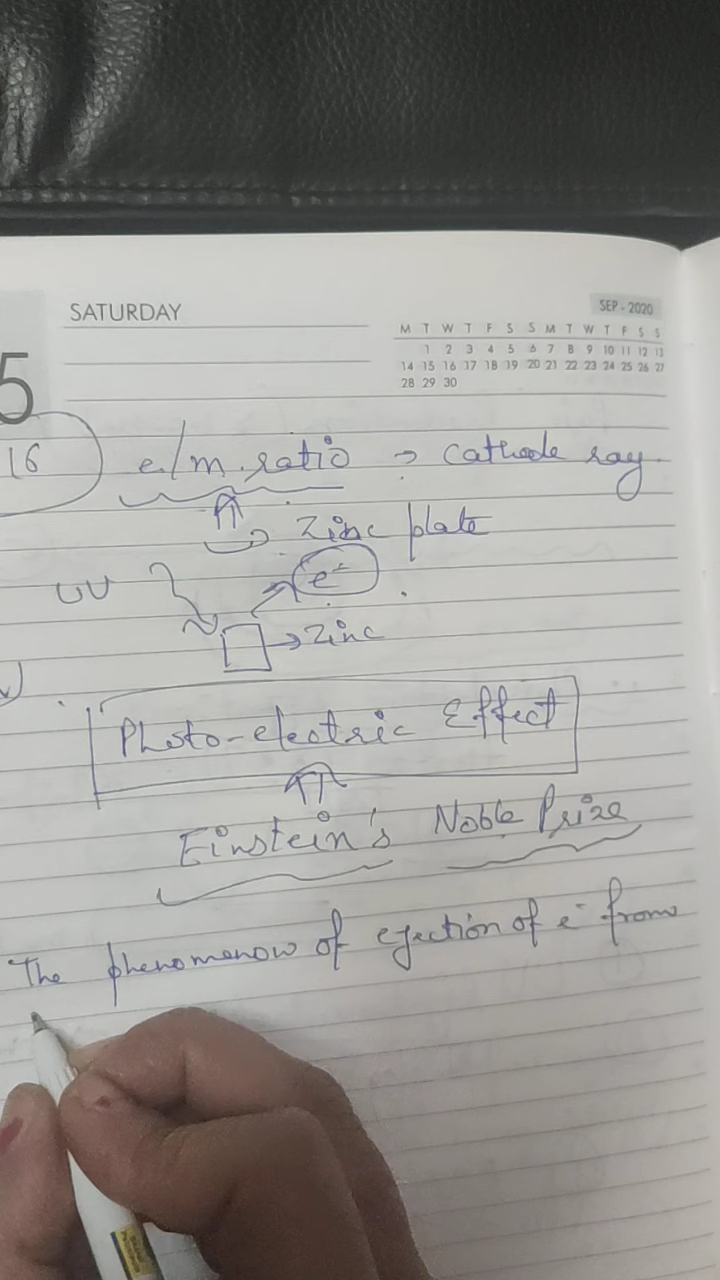 SATURDAY
SEP - 2020
M T W T F S S M T W T F S S
1 2 3 4 5 6 7 8 9 10 11 12 13
14 15 16 17 18 19 20 21 22 23 24 25 26 27
28 29 30
5
16
e/m ratio → Cathode ray
Zinc plate
UV
e-
→ Zinc
Photo-electric Effect
Einstein's Noble Prize
The phenomenow of ejection of e- from